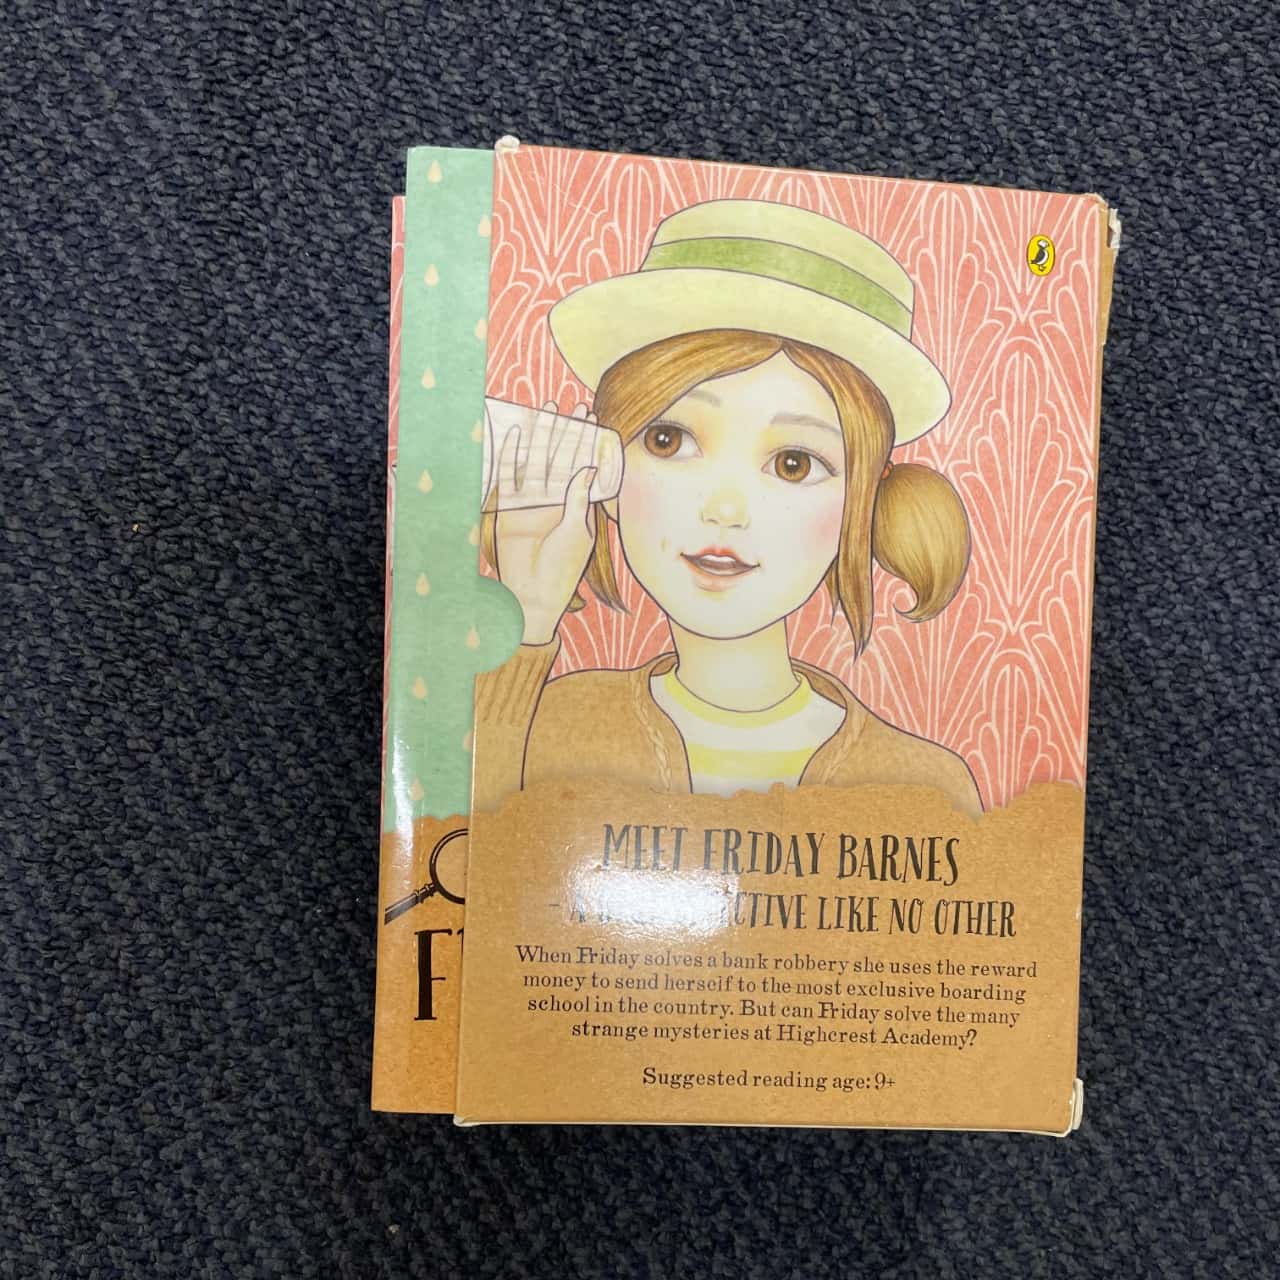 MEET FRIDAY BARNES
- A DETECTIVE LIKE NO OTHER
When Friday solves a bank robbery she uses the reward
money to send herself to the most exclusive boarding
school in the country. But can Friday solve the many
strange mysteries at Highcrest Academy?
Suggested reading age: 9+